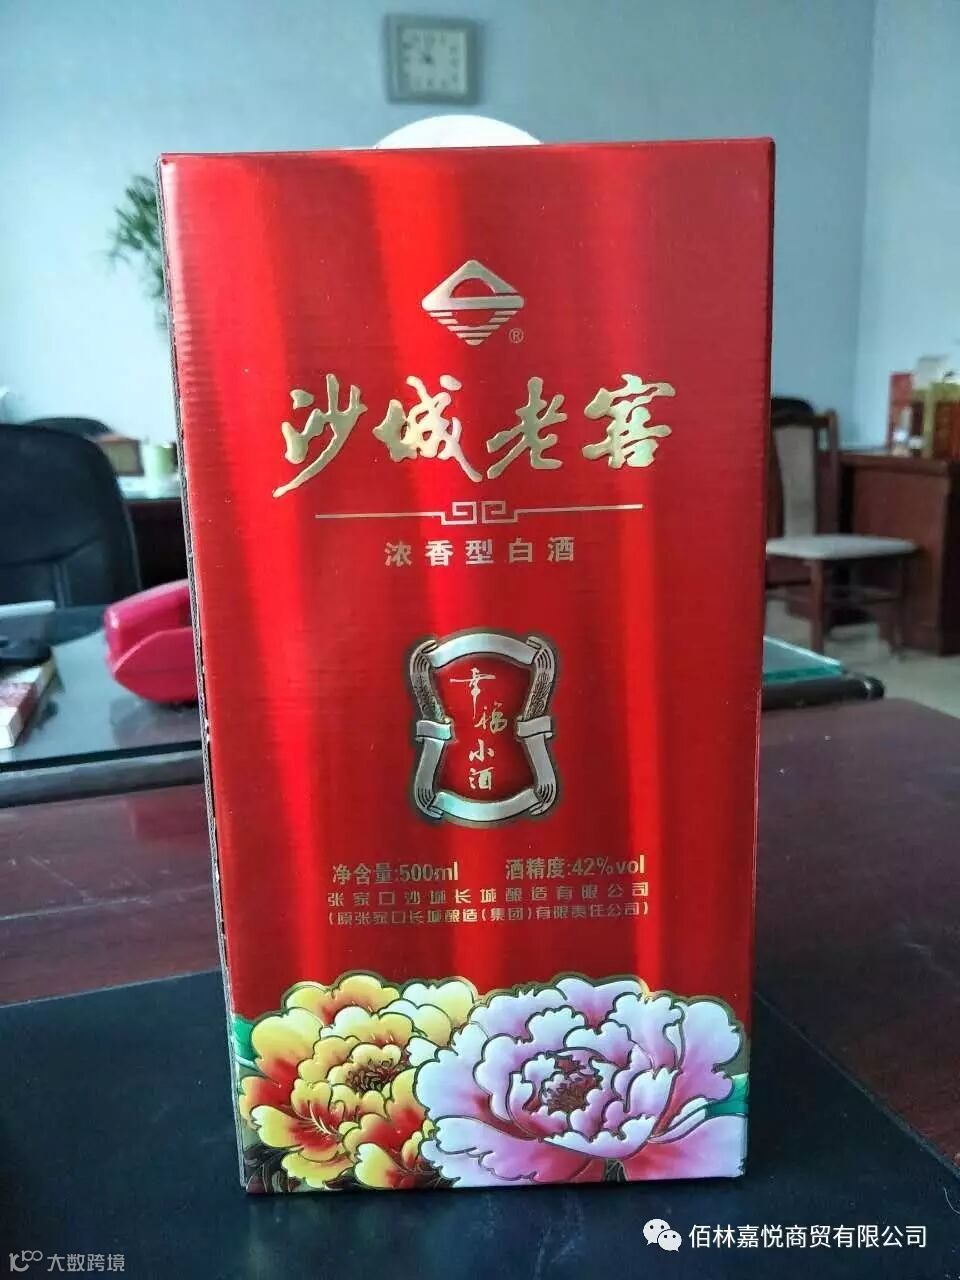 ®
沙城老窖
浓香型白酒
幸福小酒
净含量:500ml 酒精度:42%vol
张家口沙城长城酿造有限公司
(原张家口长城酿造(集团)有限责任公司)
佰林嘉悦商贸有限公司
大数跨境